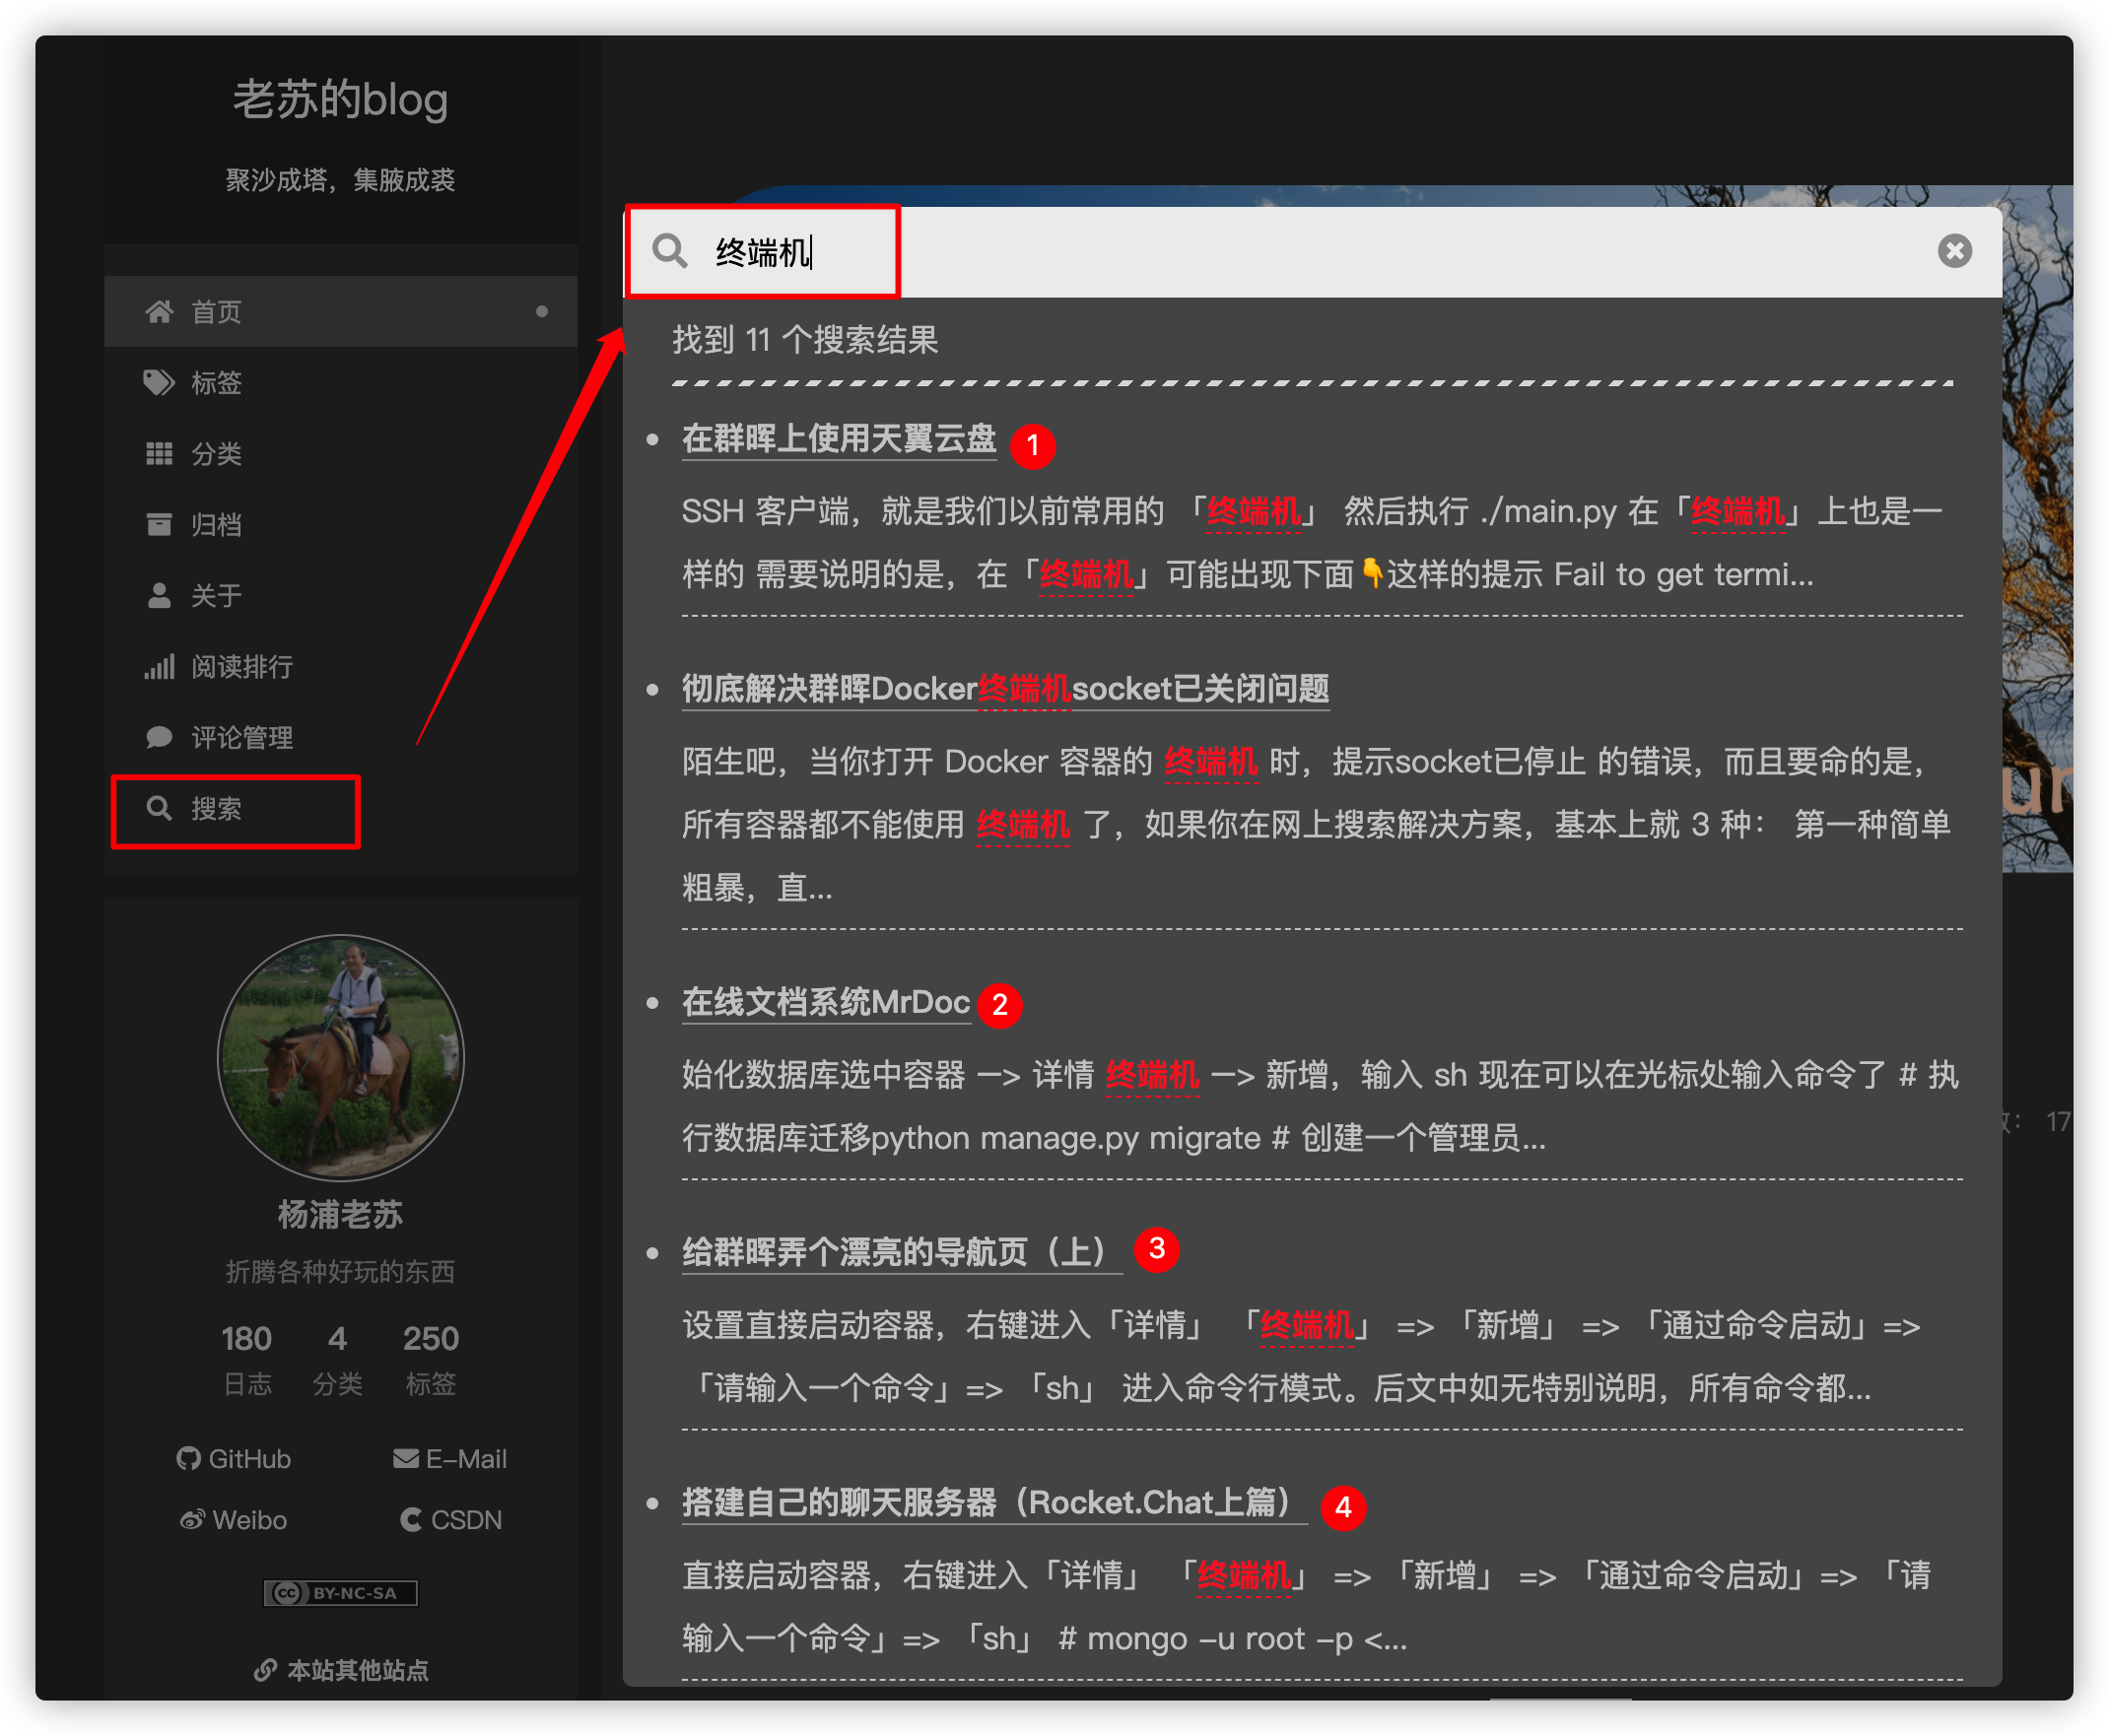 老苏的blog
聚沙成塔，集腋成裘
首页
标签
分类
归档
关于
阅读排行
评论管理
搜索
杨浦老苏
折腾各种好玩的东西
180 4 250
日志 分类 标签
GitHub E-Mail
Weibo CSDN
cc BY-NC-SA
本站其他站点
终端机
找到 11 个搜索结果
在群晖上使用天翼云盘 1
SSH 客户端，就是我们以前常用的 「终端机」 然后执行 ./main.py 在「终端机」上也是一
样的 需要说明的是，在「终端机」可能出现下面👇这样的提示 Fail to get termi...
彻底解决群晖Docker终端机socket已关闭问题
陌生吧，当你打开 Docker 容器的 终端机 时，提示socket已停止 的错误，而且要命的是，
所有容器都不能使用 终端机 了，如果你在网上搜索解决方案，基本上就 3 种： 第一种简单
粗暴，直...
在线文档系统MrDoc 2
始化数据库选中容器 —> 详情 终端机 —> 新增，输入 sh 现在可以在光标处输入命令了 # 执
行数据库迁移python manage.py migrate # 创建一个管理员...
给群晖弄个漂亮的导航页（上） 3
设置直接启动容器，右键进入「详情」 「终端机」 => 「新增」 => 「通过命令启动」=>
「请输入一个命令」=> 「sh」 进入命令行模式。后文中如无特别说明，所有命令都...
搭建自己的聊天服务器（Rocket.Chat上篇） 4
直接启动容器，右键进入「详情」 「终端机」 => 「新增」 => 「通过命令启动」=> 「请
输入一个命令」=> 「sh」 # mongo -u root -p <...
ur
： 17